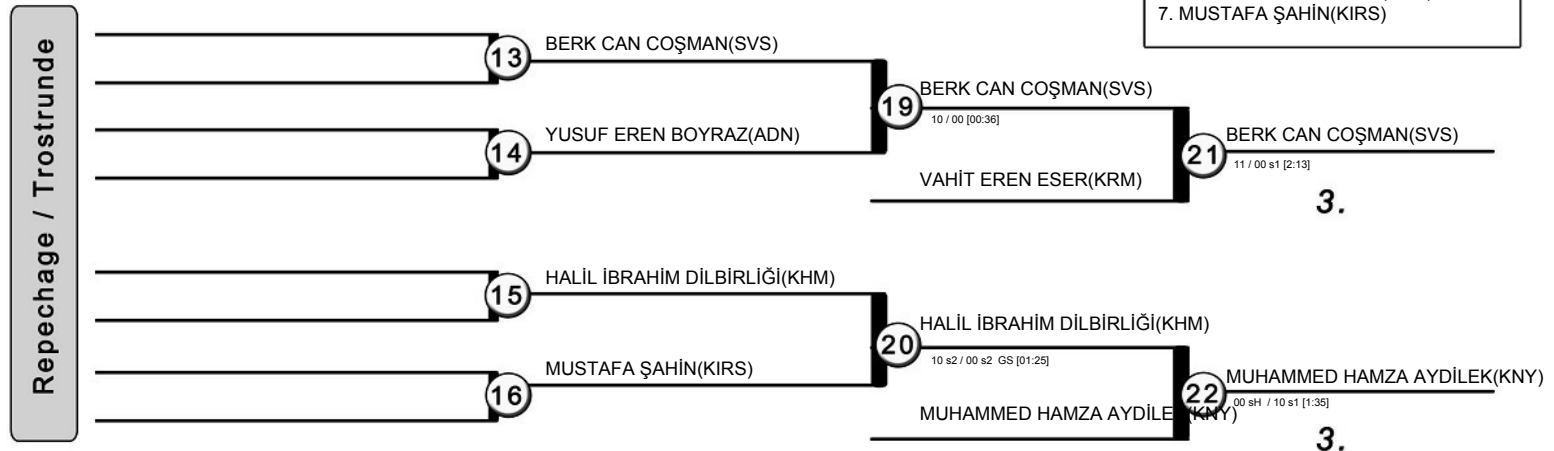 7. MUSTAFA ŞAHİN(KIRS)
Repechage / Trostrunde
13
BERK CAN COŞMAN(SVS)
19
BERK CAN COŞMAN(SVS)
10 / 00 [00:36]
14
YUSUF EREN BOYRAZ(ADN)
21
BERK CAN COŞMAN(SVS)
11 / 00 s1 [2:13]
VAHİT EREN ESER(KRM)
3.
15
HALİL İBRAHİM DİLBİRLİĞİ(KHM)
20
HALİL İBRAHİM DİLBİRLİĞİ(KHM)
10 s2 / 00 s2 GS [01:25]
16
MUSTAFA ŞAHİN(KIRS)
22
MUHAMMED HAMZA AYDİLEK(KNY)
00 sH / 10 s1 [1:35]
MUHAMMED HAMZA AYDİLEK(KNY)
3.